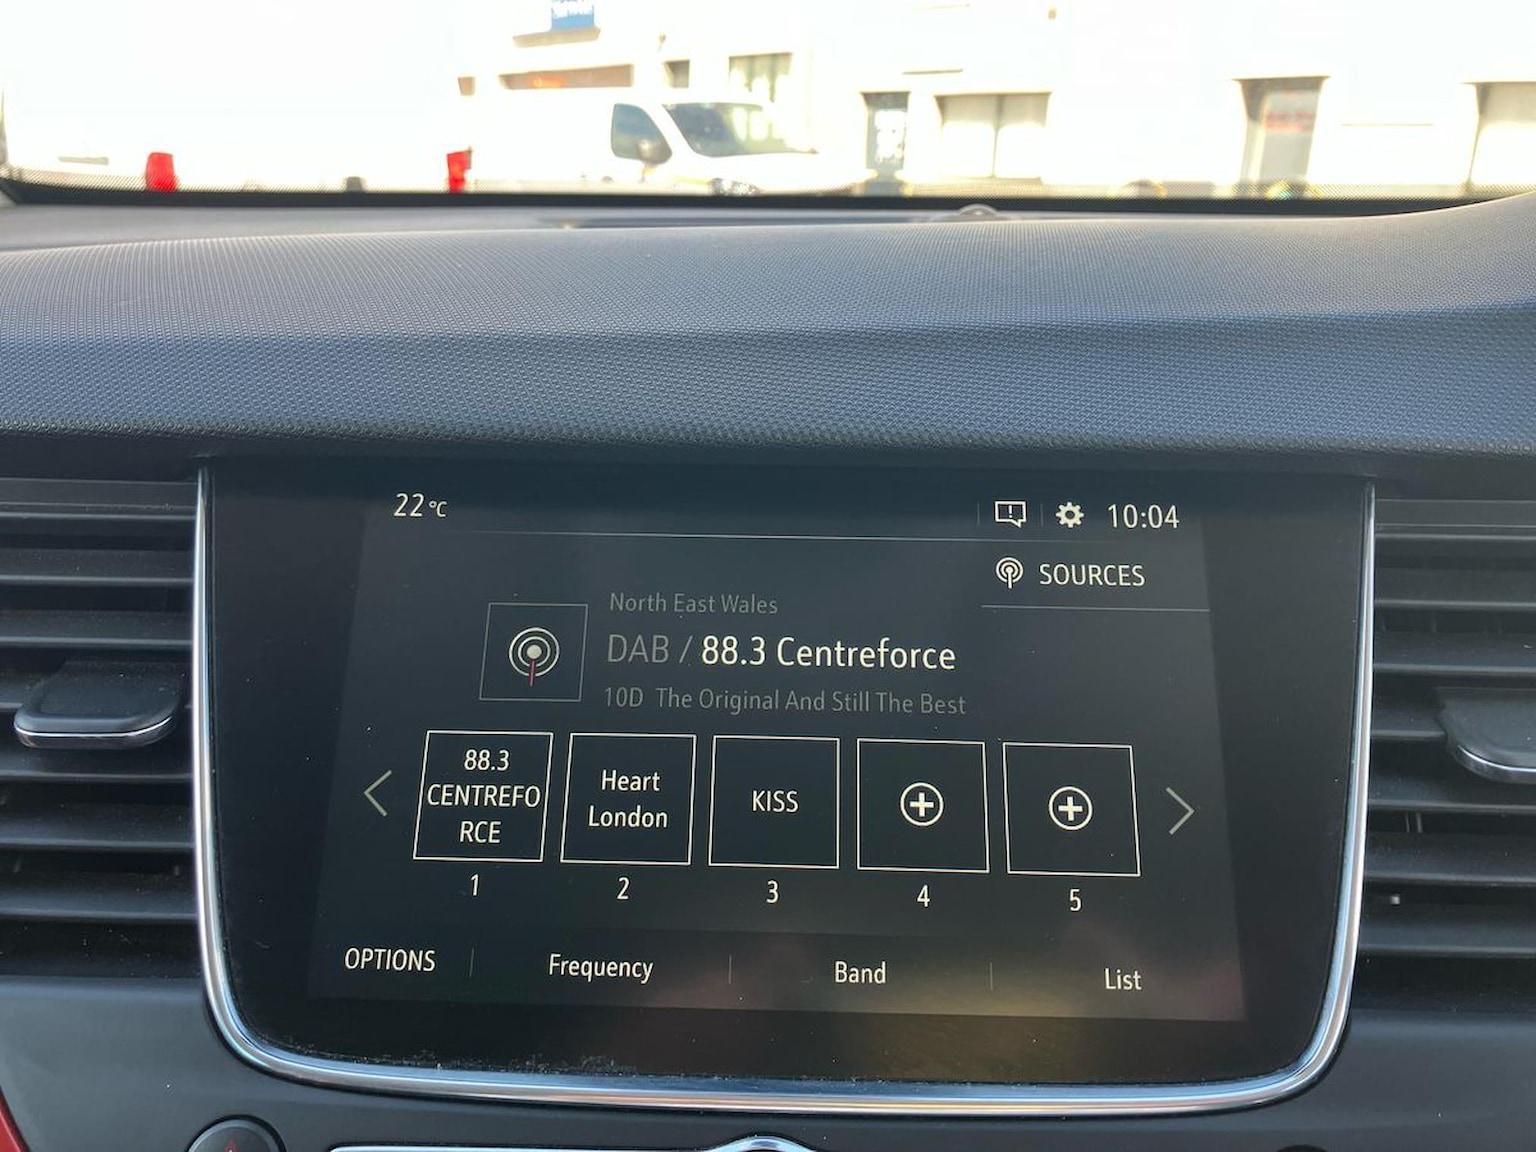 22 °C
10:04
SOURCES
North East Wales
DAB / 88.3 Centreforce
10D The Original And Still The Best
88.3
CENTREFO
RCE
Heart
London
KISS
1
2
3
4
5
OPTIONS
Frequency
Band
List